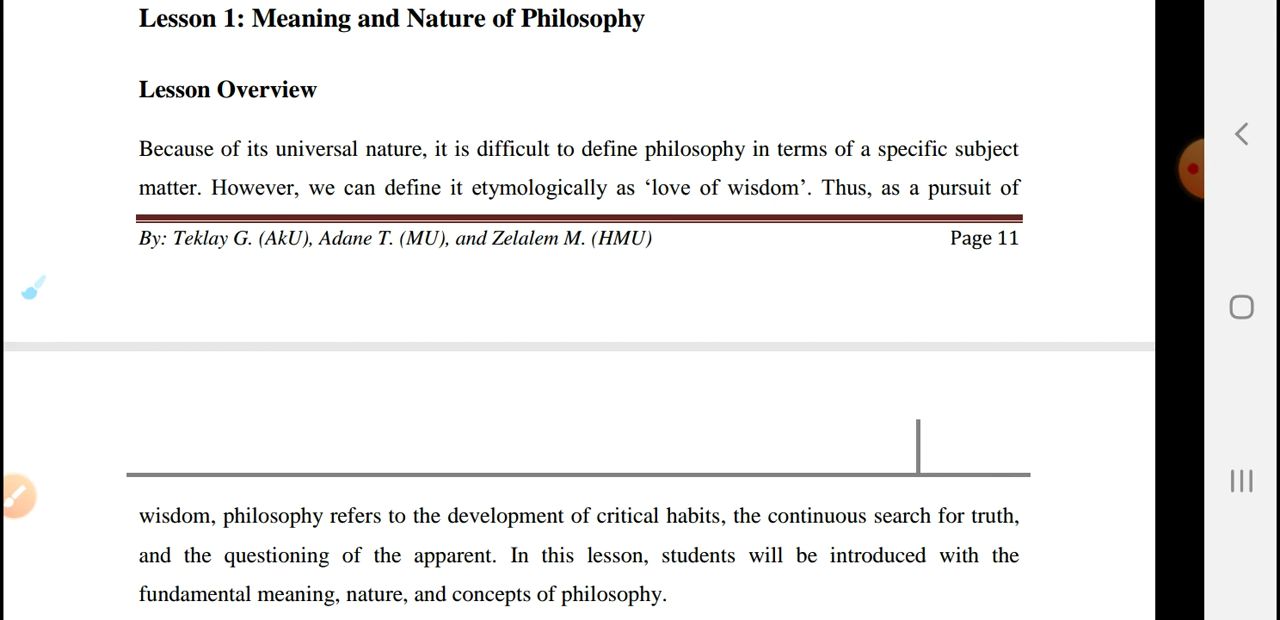 Lesson 1: Meaning and Nature of Philosophy
Lesson Overview
Because of its universal nature, it is difficult to define philosophy in terms of a specific subject
matter. However, we can define it etymologically as ‘love of wisdom’. Thus, as a pursuit of
By: Teklay G. (AkU), Adane T. (MU), and Zelalem M. (HMU) Page 11
wisdom, philosophy refers to the development of critical habits, the continuous search for truth,
and the questioning of the apparent. In this lesson, students will be introduced with the
fundamental meaning, nature, and concepts of philosophy.